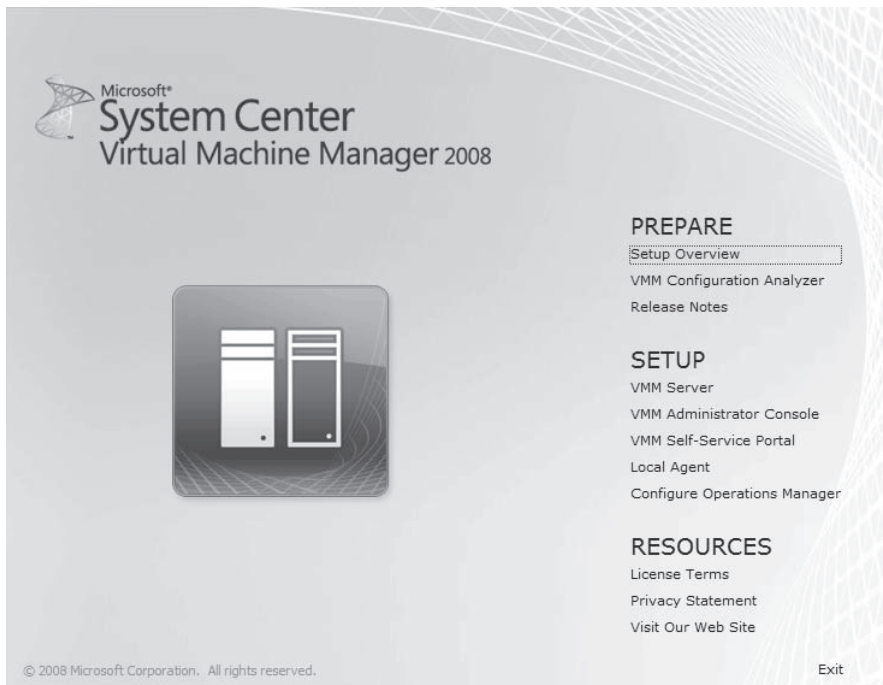 Microsoft®
System Center
Virtual Machine Manager 2008
PREPARE
Setup Overview
VMM Configuration Analyzer
Release Notes
SETUP
VMM Server
VMM Administrator Console
VMM Self-Service Portal
Local Agent
Configure Operations Manager
RESOURCES
License Terms
Privacy Statement
Visit Our Web Site
© 2008 Microsoft Corporation. All rights reserved.
Exit